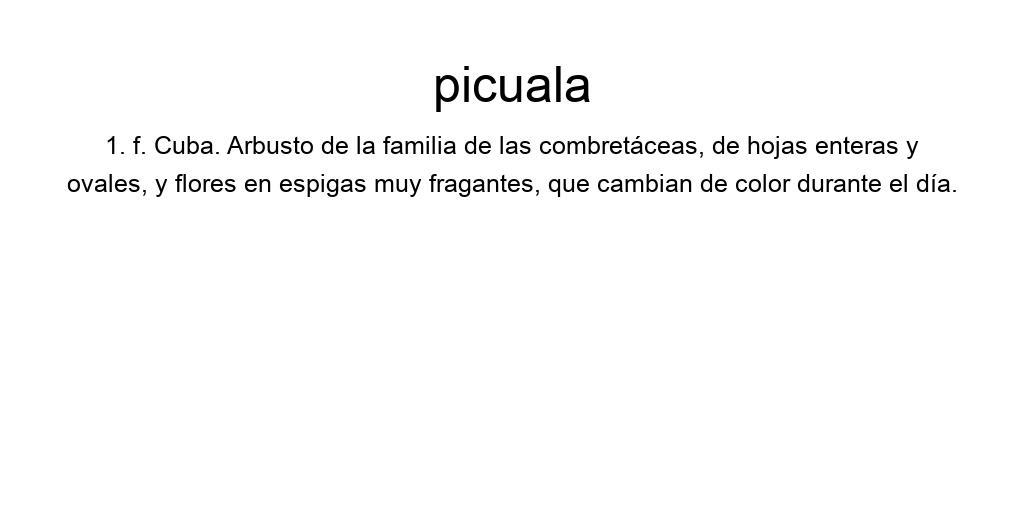 picuala
1. f. Cuba. Arbusto de la familia de las combretáceas, de hojas enteras y
ovales, y flores en espigas muy fragantes, que cambian de color durante el día.